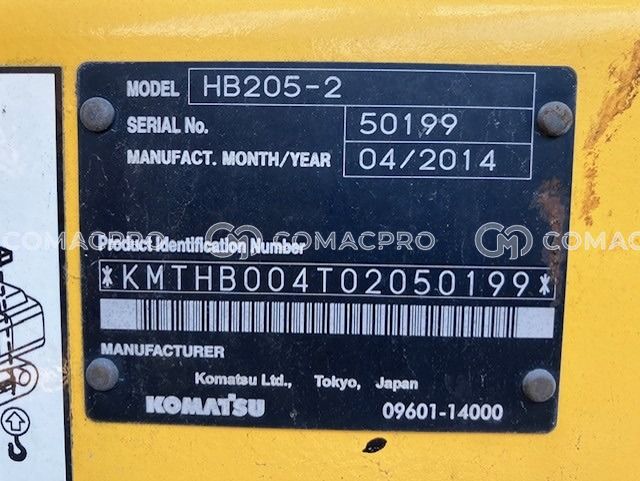 MODEL HB205-2
SERIAL No. 50199
MANUFACT. MONTH/YEAR 04/2014
Product Identification Number
COMACPRO COMACPRO COMACPRO
*KMTHB004T02050199*
MANUFACTURER
Komatsu Ltd., Tokyo, Japan
KOMATSU 09601-14000